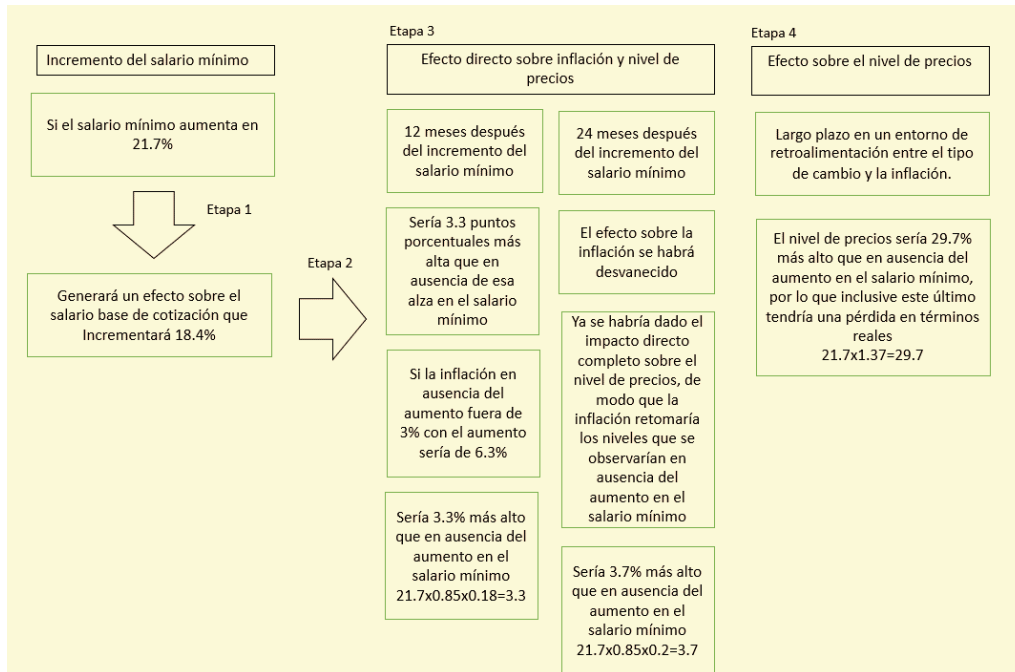 Incremento del salario mínimo
Si el salario mínimo aumenta en
21.7%
Etapa 1
Generará un efecto sobre el
salario base de cotización que
Incrementará 18.4%
Etapa 2
Etapa 3
Efecto directo sobre inflación y nivel de
precios
12 meses después
del incremento del
salario mínimo
Sería 3.3 puntos
porcentuales más
alta que en
ausencia de esa
alza en el salario
mínimo
Si la inflación en
ausencia del
aumento fuera de
3% con el aumento
sería de 6.3%
Sería 3.3% más alto
que en ausencia del
aumento en el
salario mínimo
21.7x0.85x0.18=3.3
24 meses después
del incremento del
salario mínimo
El efecto sobre la
inflación se habrá
desvanecido
Ya se habría dado el
impacto directo
completo sobre el
nivel de precios, de
modo que la
inflación retomaría
los niveles que se
observarían en
ausencia del
aumento en el
salario mínimo
Sería 3.7% más alto
que en ausencia del
aumento en el
salario mínimo
21.7x0.85x0.2=3.7
Etapa 4
Efecto sobre el nivel de precios
Largo plazo en un entorno de
retroalimentación entre el tipo
de cambio y la inflación.
El nivel de precios sería 29.7%
más alto que en ausencia del
aumento en el salario mínimo,
por lo que inclusive este último
tendría una pérdida en términos
reales
21.7x1.37=29.7